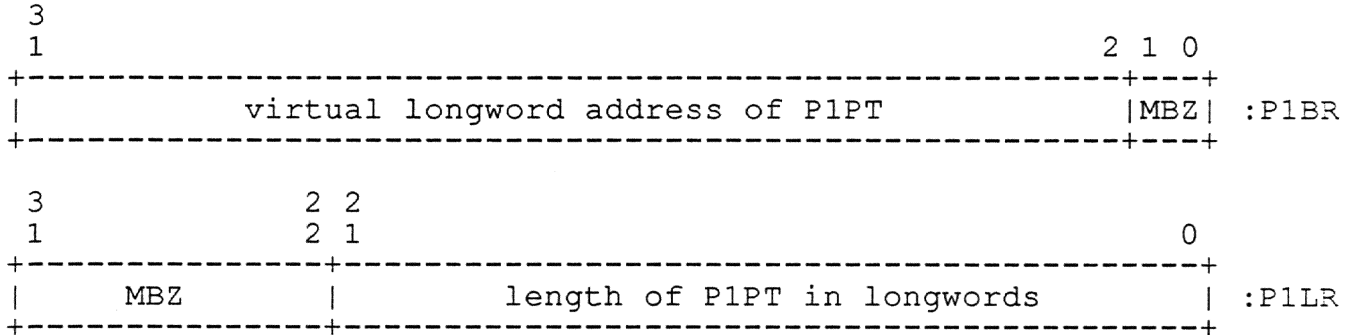 3
1 2 1 0
+-------------------------------------------------------+---+
| virtual longword address of P1PT |MBZ| :P1BR
+-------------------------------------------------------+---+
3 2 2
1 2 1 0
+---------------+-------------------------------------------+
| MBZ | length of P1PT in longwords | :P1LR
+---------------+-------------------------------------------+